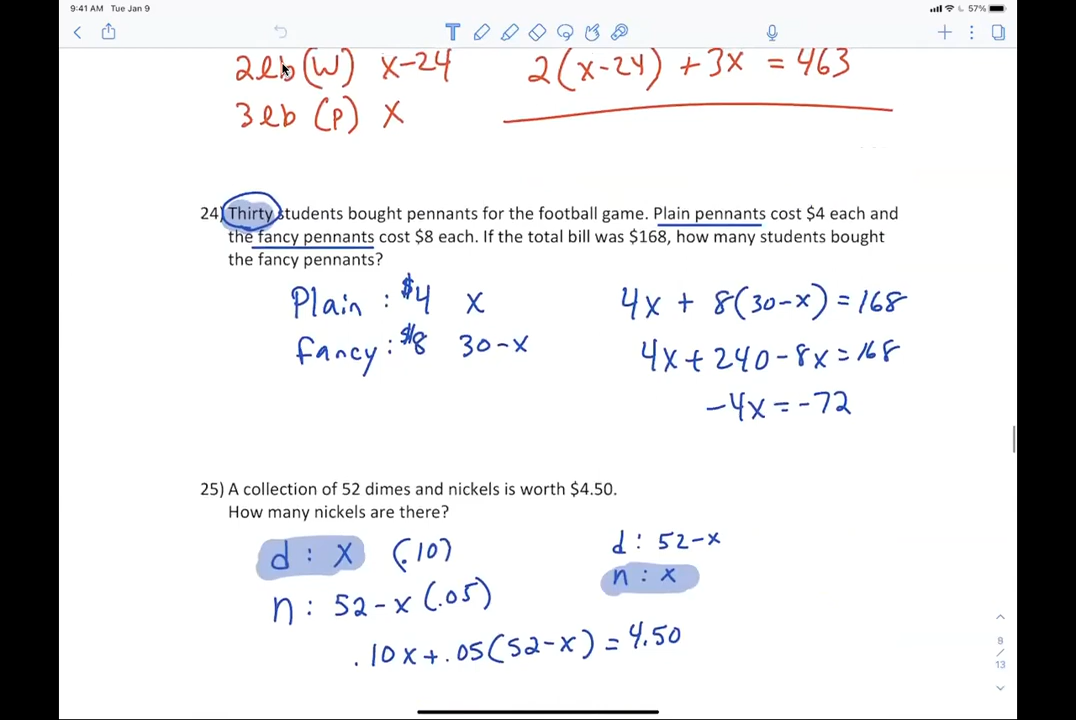 9:41 AM Tue Jan 9
57%
T
2lb (W) x-24 2(x-24) + 3x = 463
3lb (p) x
24) Thirty students bought pennants for the football game. Plain pennants cost $4 each and
the fancy pennants cost $8 each. If the total bill was $168, how many students bought
the fancy pennants?
Plain : $4 x 4x + 8(30-x) = 168
fancy : $8 30-x 4x + 240 - 8x = 168
-4x = -72
25) A collection of 52 dimes and nickels is worth $4.50.
How many nickels are there?
d : x (.10) d : 52-x
n : 52-x (.05) n : x
.10x + .05(52-x) = 4.50
9
/
13